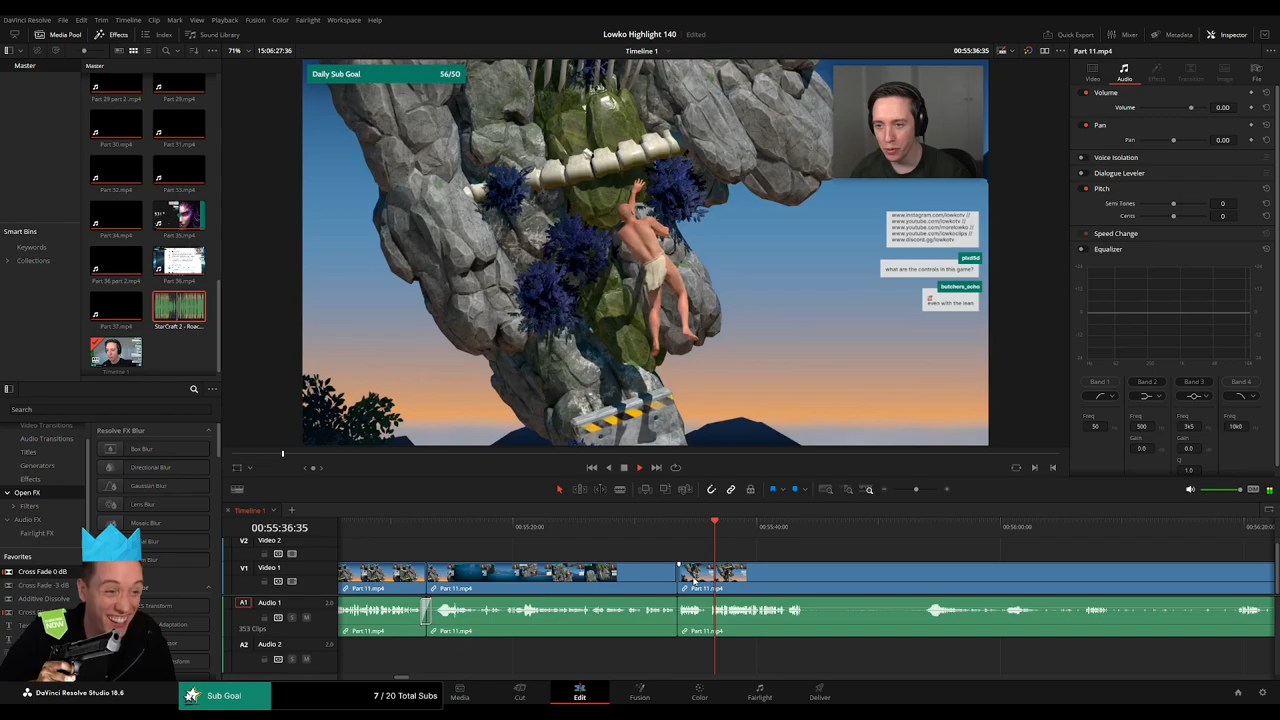 DaVinci Resolve File Edit Trim Timeline Clip Mark View Playback Fusion Color Fairlight Workspace Help
Media Pool Effects Index Sound Library
Lowko Highlight 140 Edited
Quick Export Mixer Metadata Inspector
71% 15:06:27:36
Timeline 1
00:55:36:35
Part 11.mp4
Master
Master
Part 29 part 2 .mp4 Part 29.mp4
Part 30.mp4 Part 31.mp4
Part 32.mp4 Part 33.mp4
Part 34.mp4 Part 35.mp4
Part 36 part 2.mp4 Part 36.mp4
Part 37.mp4 StarCraft 2 - Roac...
Timeline 1
Smart Bins
Keywords
Collections
Daily Sub Goal 56/50
www.instagram.com/lowkotv //
www.youtube.com/lowkotv //
www.youtube.com/morelowko //
www.youtube.com/lowkoclips //
www.discord.gg/lowkotv
what are the controls in this game?
butchers_echo
even with the lean
Video Audio Effects Transition Image File
Volume
Volume 0.00
Pan
Pan 0.00
Voice Isolation
Dialogue Leveler
Pitch
Semi Tones 0
Cents 0
Speed Change
Equalizer
Band 1 Band 2 Band 3 Band 4
Freq Freq Freq Freq
50 500 3k5 10k0
Gain Gain
0.0 0.0
Q
1.0
Search
Video Transitions
Audio Transitions
Titles
Generators
Effects
Open FX
Filters
Audio FX
Fairlight FX
Favorites
Cross Fade 0 dB
Cross Fade -3 dB
Additive Dissolve
Resolve FX Blur
Box Blur
Directional Blur
Gaussian Blur
Lens Blur
Mosaic Blur
Timeline 1
00:55:36:35
00:53:20:00 00:55:40:00 00:56:00:00 00:56:20:00
V2 Video 2
V1 Video 1
Part 11.mp4 Part 11.mp4 Part 11.mp4
A1 Audio 1 2.0
353 Clips
Part 11.mp4 Part 11.mp4 Part 11.mp4
A2 Audio 2 2.0
SUBSCRIBE
NOW
DaVinci Resolve Studio 18.6
Sub Goal 7 / 20 Total Subs
Media Cut Edit Fusion Color Fairlight Deliver